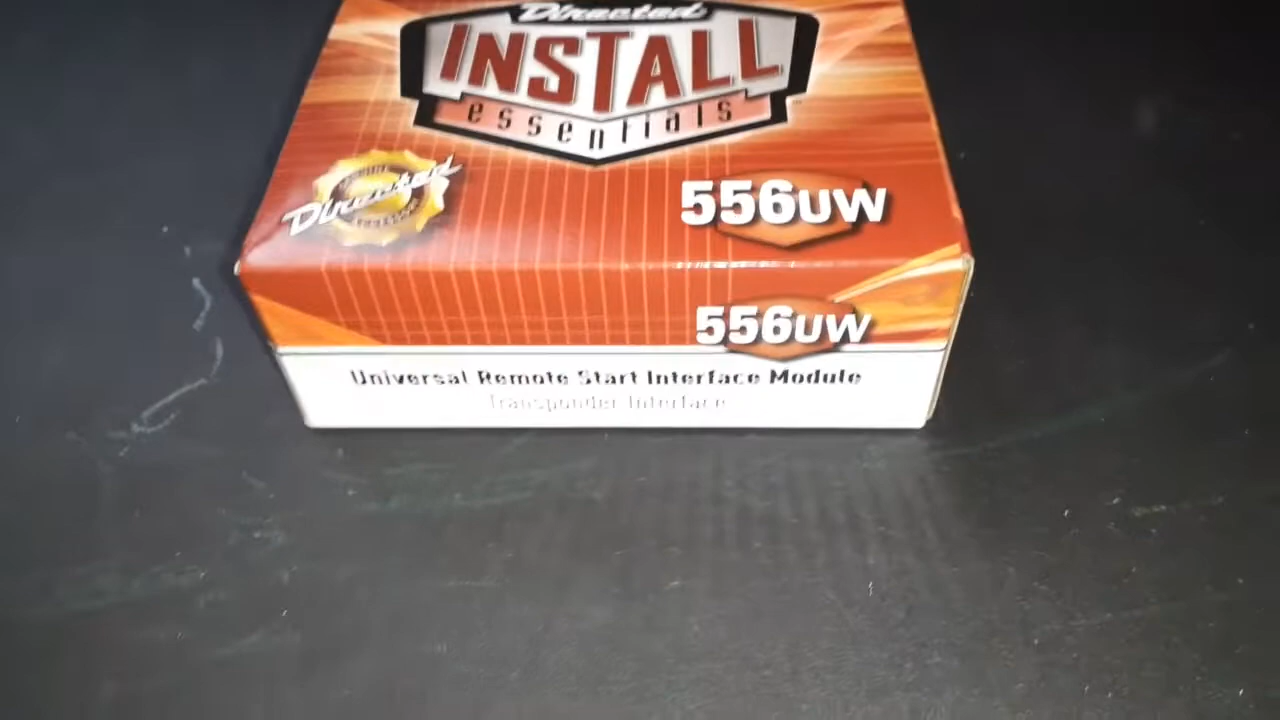 Directed
INSTALL
essentials
Directed
556UW
556UW
Universal Remote Start Interface Module
Transponder Interface